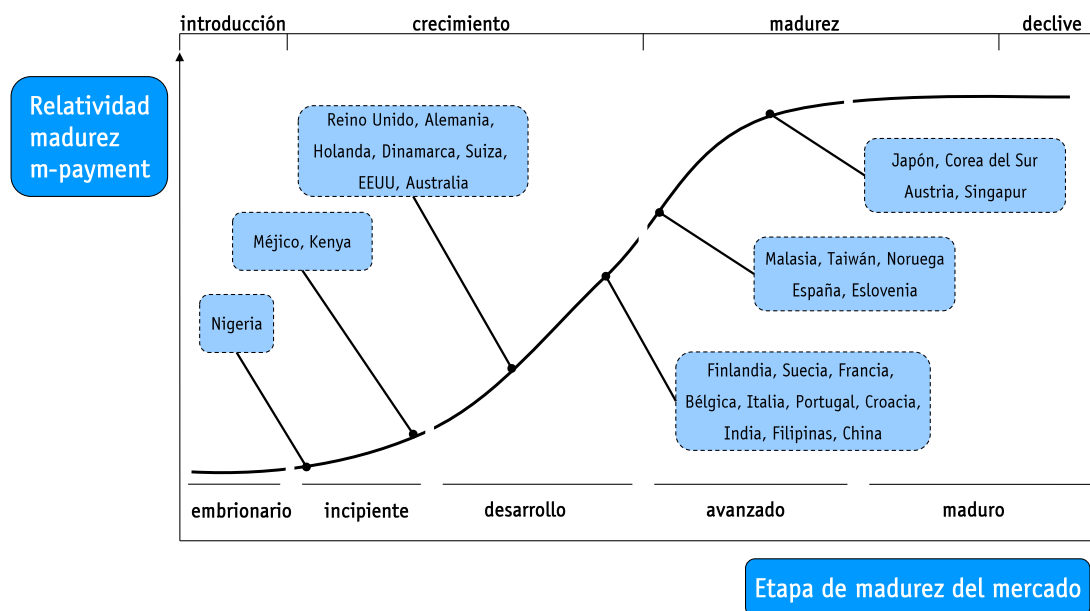 introducción
crecimiento
madurez
declive
Relatividad
madurez
m-payment
Reino Unido, Alemania,
Holanda, Dinamarca, Suiza,
EEUU, Australia
Japón, Corea del Sur
Austria, Singapur
Méjico, Kenya
Malasia, Taiwán, Noruega
España, Eslovenia
Nigeria
Finlandia, Suecia, Francia,
Bélgica, Italia, Portugal, Croacia,
India, Filipinas, China
embrionario
incipiente
desarrollo
avanzado
maduro
Etapa de madurez del mercado